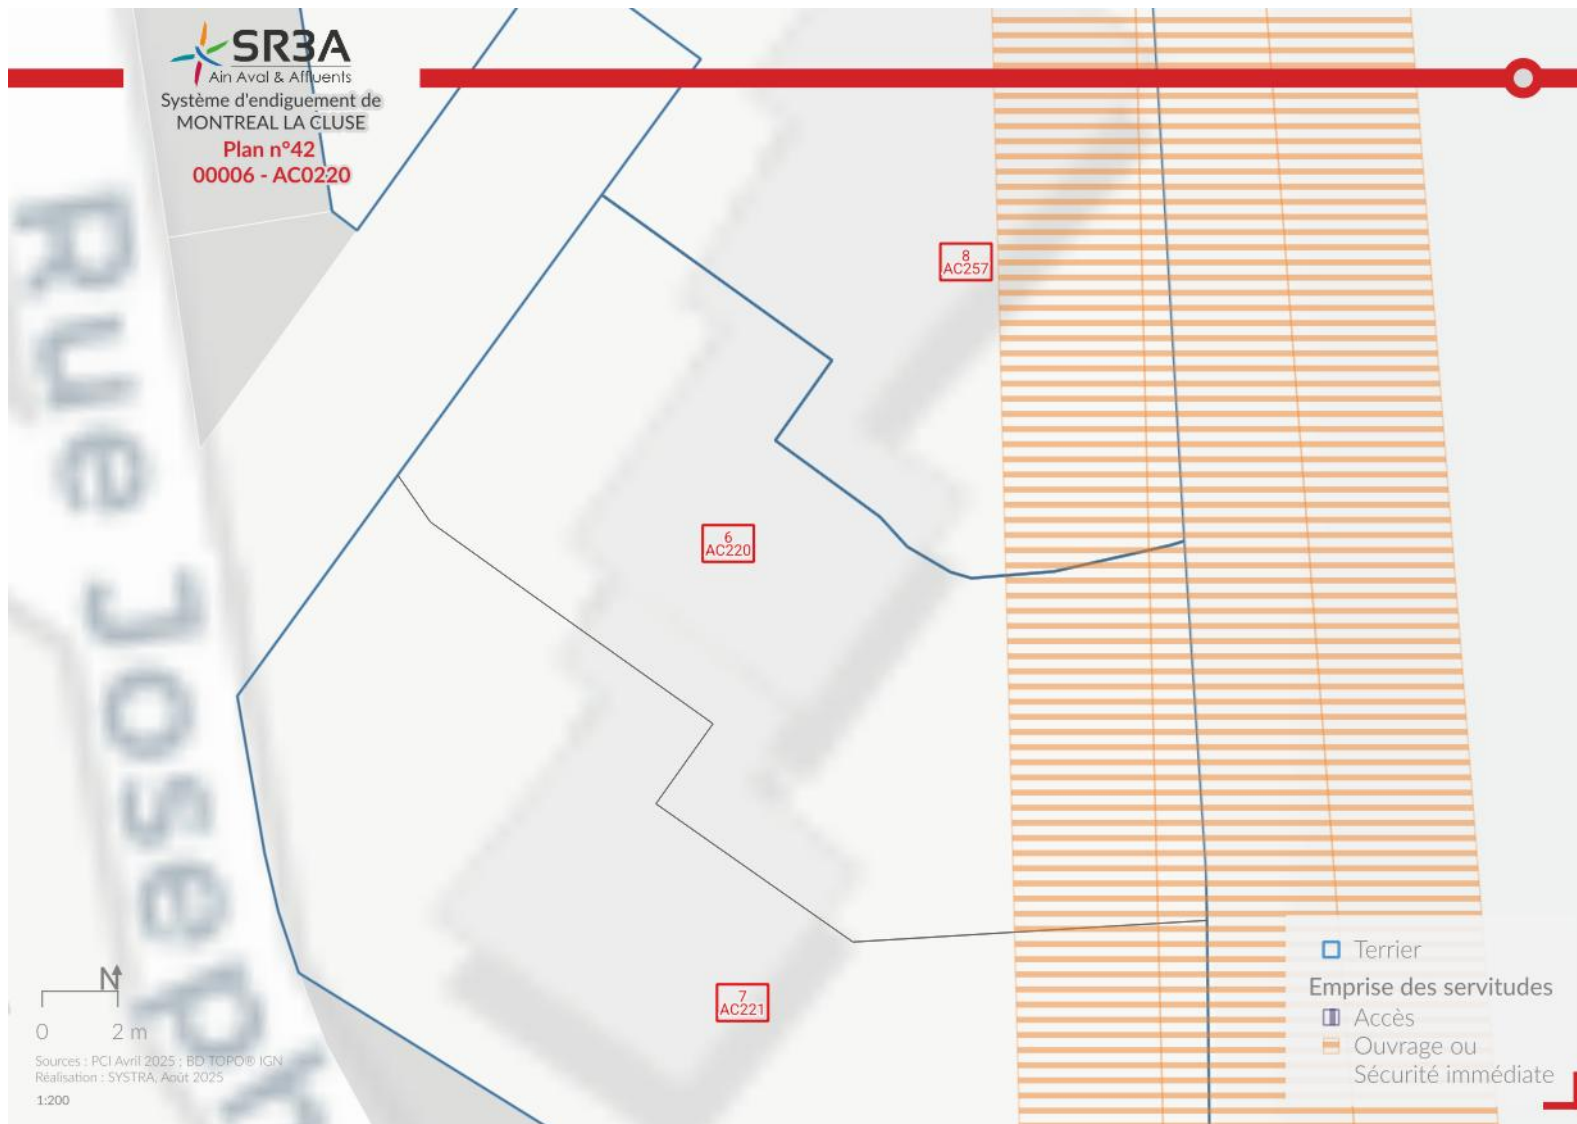 SR3A
Ain Aval & Affluents
Système d'endiguement de
MONTREAL LA CLUSE
Plan n°42
00006 - AC0220
Rue Joseph
8
AC257
6
AC220
7
AC221
N
0 2 m
Sources : PCI Avril 2025 ; BD TOPO® IGN
Réalisation : SYSTRA, Août 2025
1:200
Terrier
Emprise des servitudes
Accès
Ouvrage ou
Sécurité immédiate